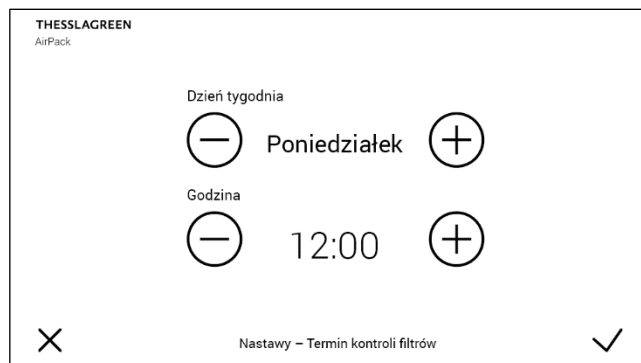 THESSLAGREEN
AirPack
Dzień tygodnia
Poniedziałek
Godzina
12:00
Nastawy – Termin kontroli filtrów